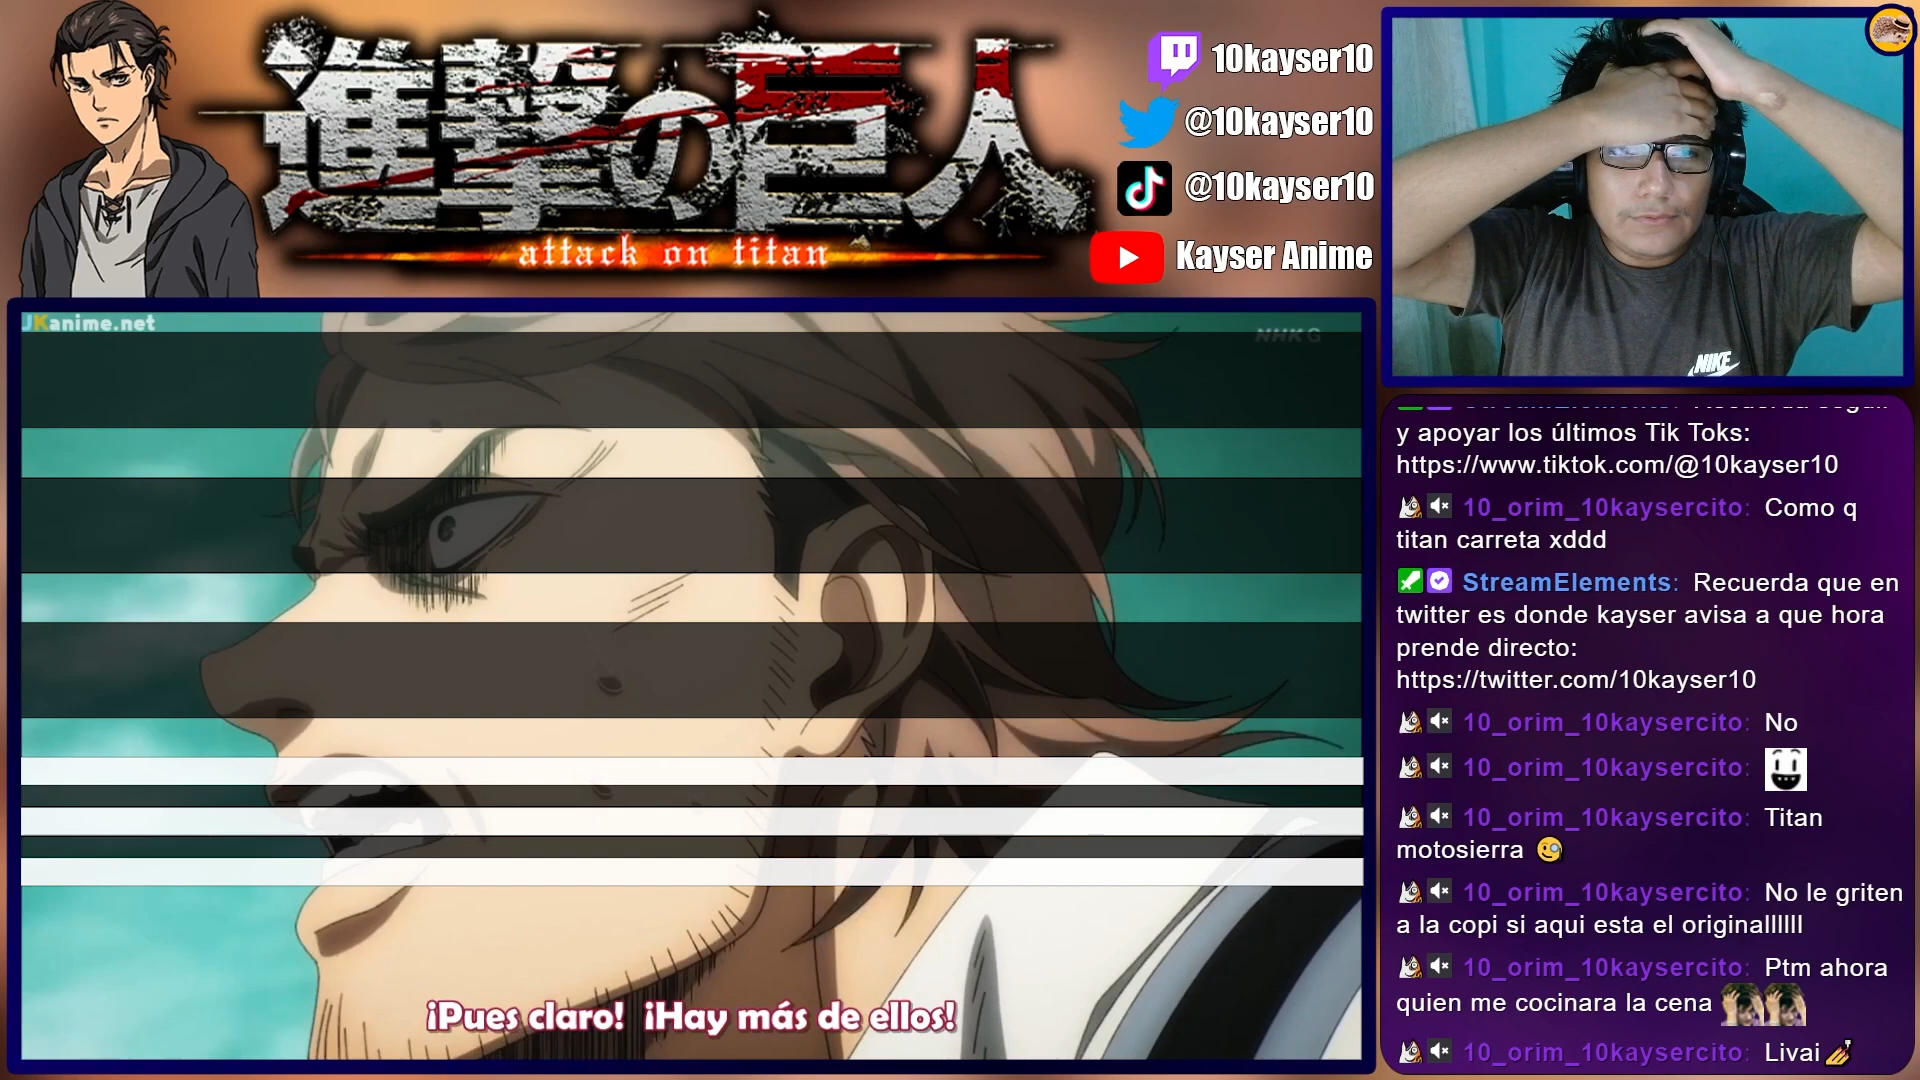 進撃の巨人
attack on titan
10kayser10
@10kayser10
@10kayser10
Kayser Anime
JKanime.net
NHK G
¡Pues claro! ¡Hay más de ellos!
NIKE
StreamElements: Recuerda seguir
y apoyar los últimos Tik Toks:
https://www.tiktok.com/@10kayser10
10_orim_10kaysercito: Como q
titan carreta xddd
StreamElements: Recuerda que en
twitter es donde kayser avisa a que hora
prende directo:
https://twitter.com/10kayser10
10_orim_10kaysercito: No
10_orim_10kaysercito:
10_orim_10kaysercito: Titan
motosierra 🧐
10_orim_10kaysercito: No le griten
a la copi si aqui esta el originallllll
10_orim_10kaysercito: Ptm ahora
quien me cocinara la cena
10_orim_10kaysercito: Livai